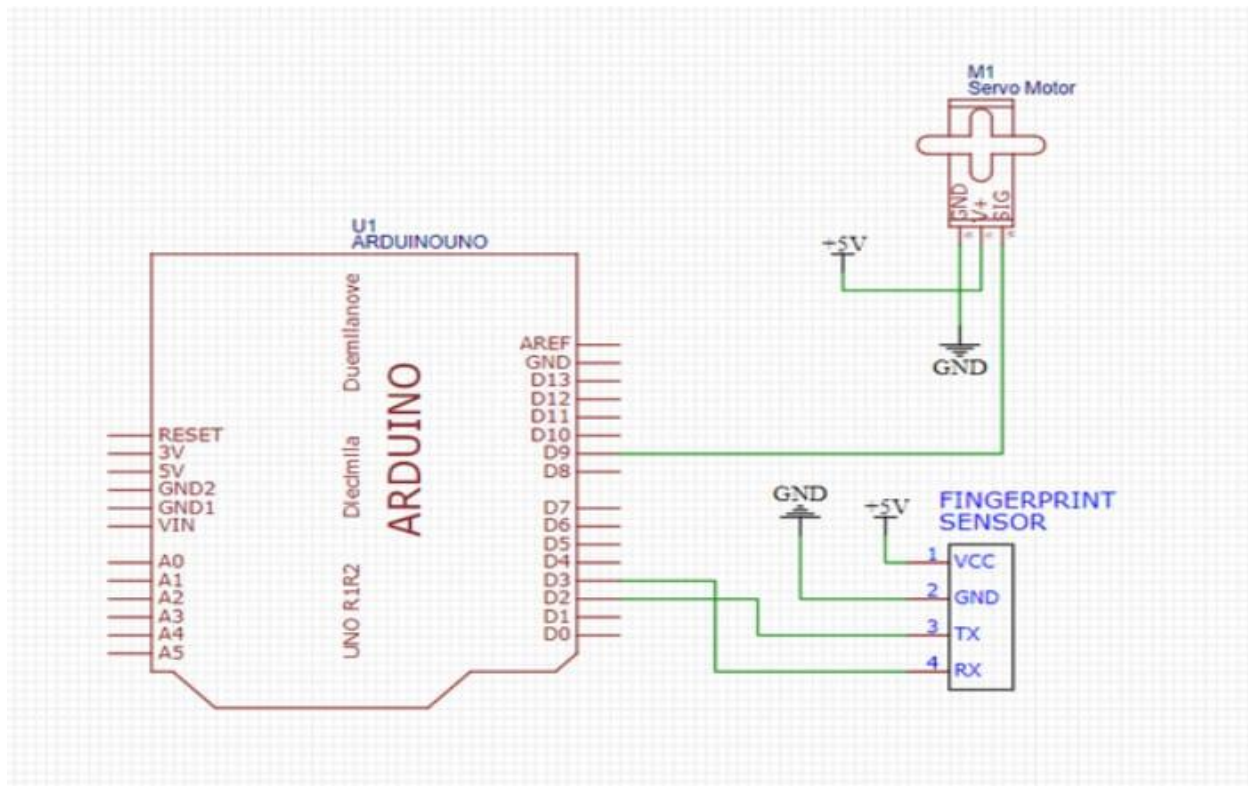 M1
Servo Motor
GND
V+
SIG
+5V
GND
U1
ARDUINOUNO
Duemilanove
Diecimila
UNO R1R2
ARDUINO
RESET
3V
5V
GND2
GND1
VIN
A0
A1
A2
A3
A4
A5
AREF
GND
D13
D12
D11
D10
D9
D8
D7
D6
D5
D4
D3
D2
D1
D0
GND
+5V
FINGERPRINT
SENSOR
1 VCC
2 GND
3 TX
4 RX